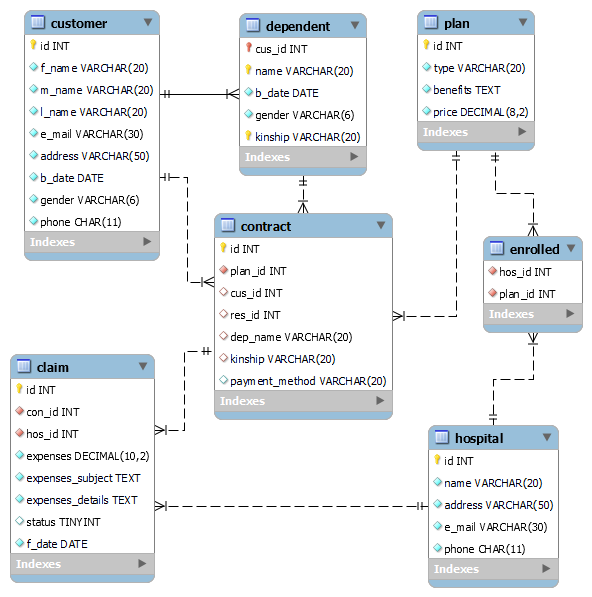 customer
id INT
f_name VARCHAR(20)
m_name VARCHAR(20)
l_name VARCHAR(20)
e_mail VARCHAR(30)
address VARCHAR(50)
b_date DATE
gender VARCHAR(6)
phone CHAR(11)
Indexes
dependent
cus_id INT
name VARCHAR(20)
b_date DATE
gender VARCHAR(6)
kinship VARCHAR(20)
Indexes
plan
id INT
type VARCHAR(20)
benefits TEXT
price DECIMAL(8,2)
Indexes
contract
id INT
plan_id INT
cus_id INT
res_id INT
dep_name VARCHAR(20)
kinship VARCHAR(20)
payment_method VARCHAR(20)
Indexes
enrolled
hos_id INT
plan_id INT
Indexes
claim
id INT
con_id INT
hos_id INT
expenses DECIMAL(10,2)
expenses_subject TEXT
expenses_details TEXT
status TINYINT
f_date DATE
Indexes
hospital
id INT
name VARCHAR(20)
address VARCHAR(50)
e_mail VARCHAR(30)
phone CHAR(11)
Indexes